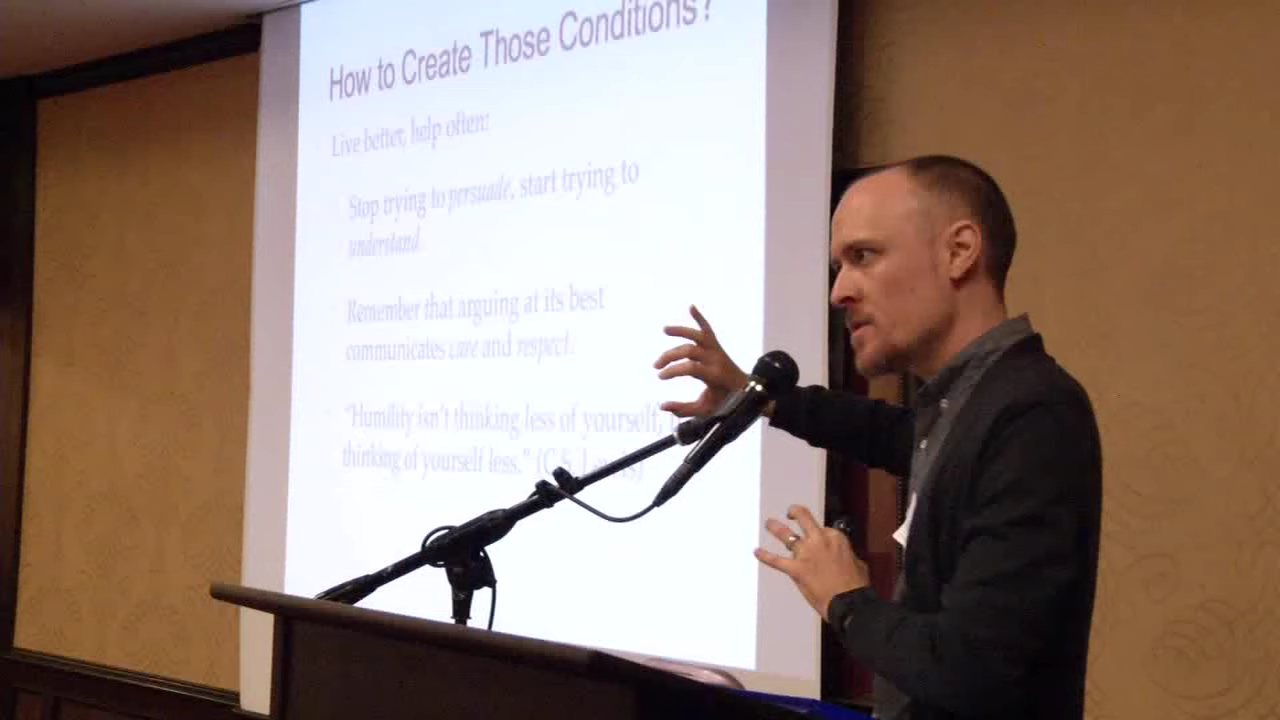 How to Create Those Conditions?
Live better, help often:
Stop trying to persuade, start trying to
understand.
Remember that arguing at its best
communicates care and respect.
"Humility isn't thinking less of yourself,
thinking of yourself less." (C.S. Lewis)